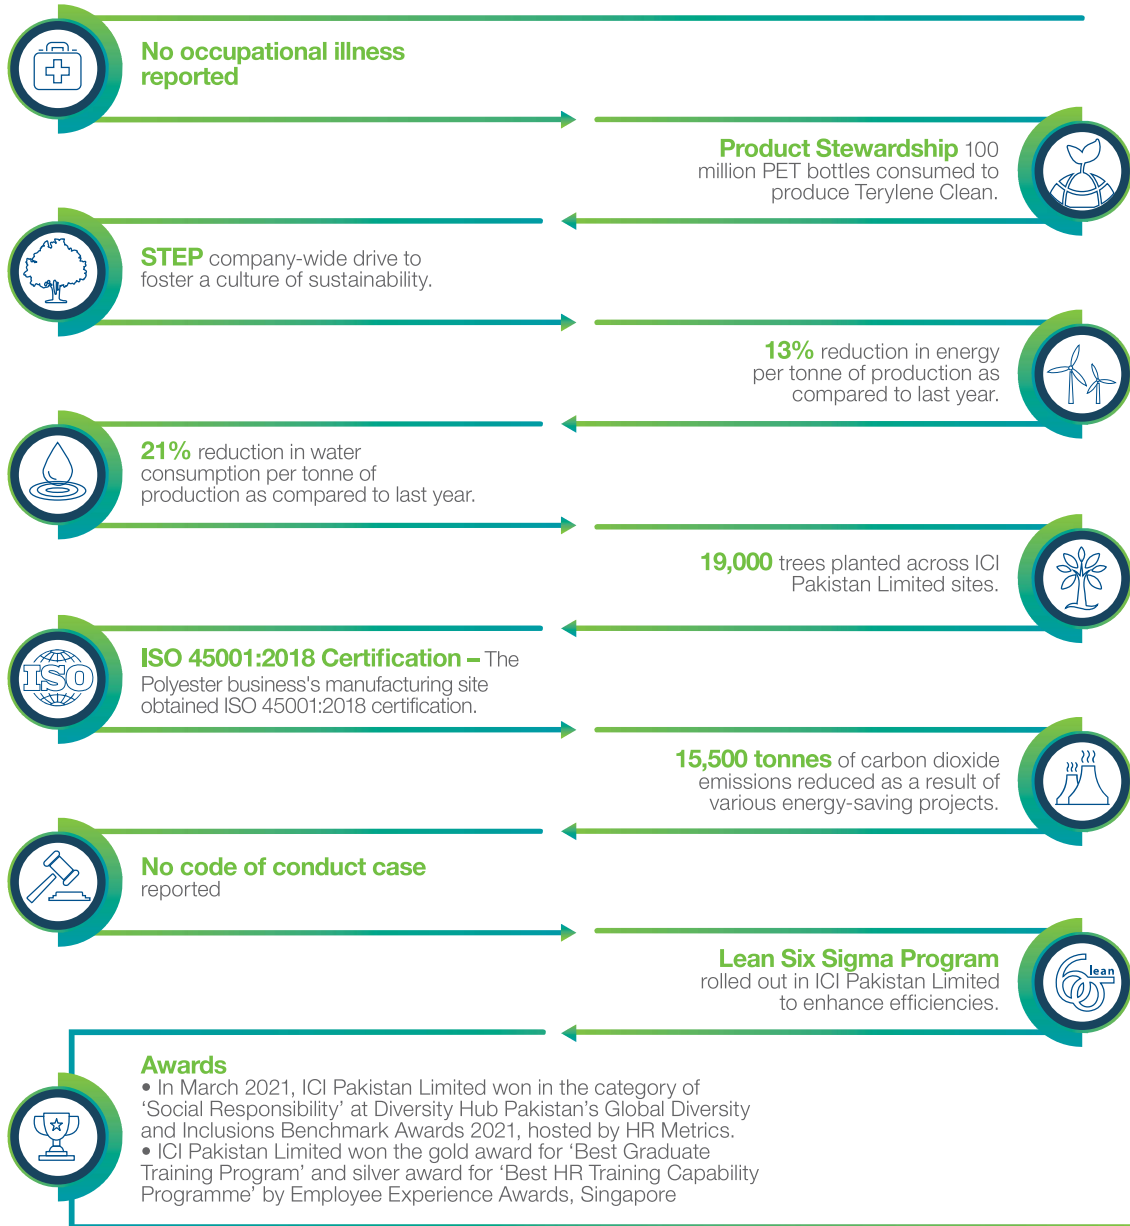 No occupational illness
reported
Product Stewardship 100
million PET bottles consumed to
produce Terylene Clean.
STEP company-wide drive to
foster a culture of sustainability.
13% reduction in energy
per tonne of production as
compared to last year.
21% reduction in water
consumption per tonne of
production as compared to last year.
19,000 trees planted across ICI
Pakistan Limited sites.
ISO
ISO 45001:2018 Certification – The
Polyester business's manufacturing site
obtained ISO 45001:2018 certification.
15,500 tonnes of carbon dioxide
emissions reduced as a result of
various energy-saving projects.
No code of conduct case
reported
Lean Six Sigma Program
rolled out in ICI Pakistan Limited
to enhance efficiencies.
6σ lean
Awards
• In March 2021, ICI Pakistan Limited won in the category of
‘Social Responsibility’ at Diversity Hub Pakistan’s Global Diversity
and Inclusions Benchmark Awards 2021, hosted by HR Metrics.
• ICI Pakistan Limited won the gold award for ‘Best Graduate
Training Program’ and silver award for ‘Best HR Training Capability
Programme’ by Employee Experience Awards, Singapore